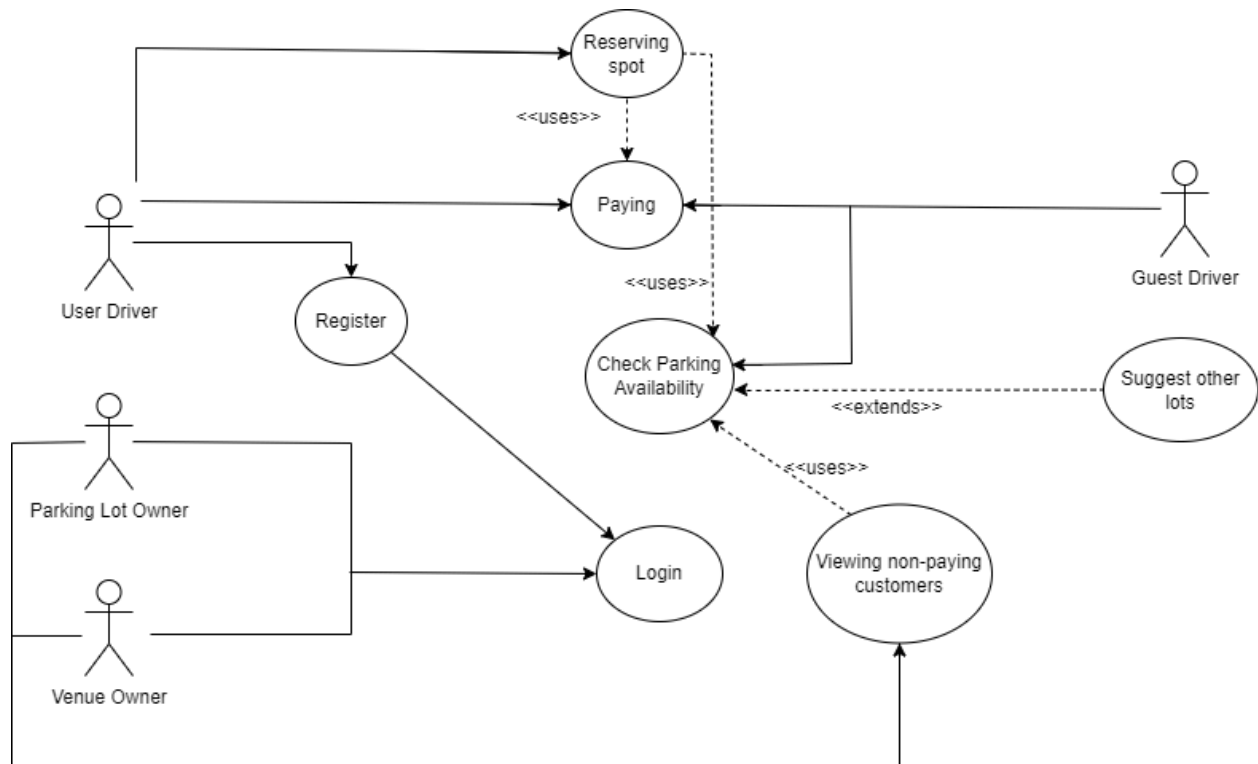 Reserving
spot
<<uses>>
Paying
User Driver
Guest Driver
<<uses>>
Register
Check Parking
Availability
Suggest other
lots
<<extends>>
<<uses>>
Parking Lot Owner
Login
Viewing non-paying
customers
Venue Owner